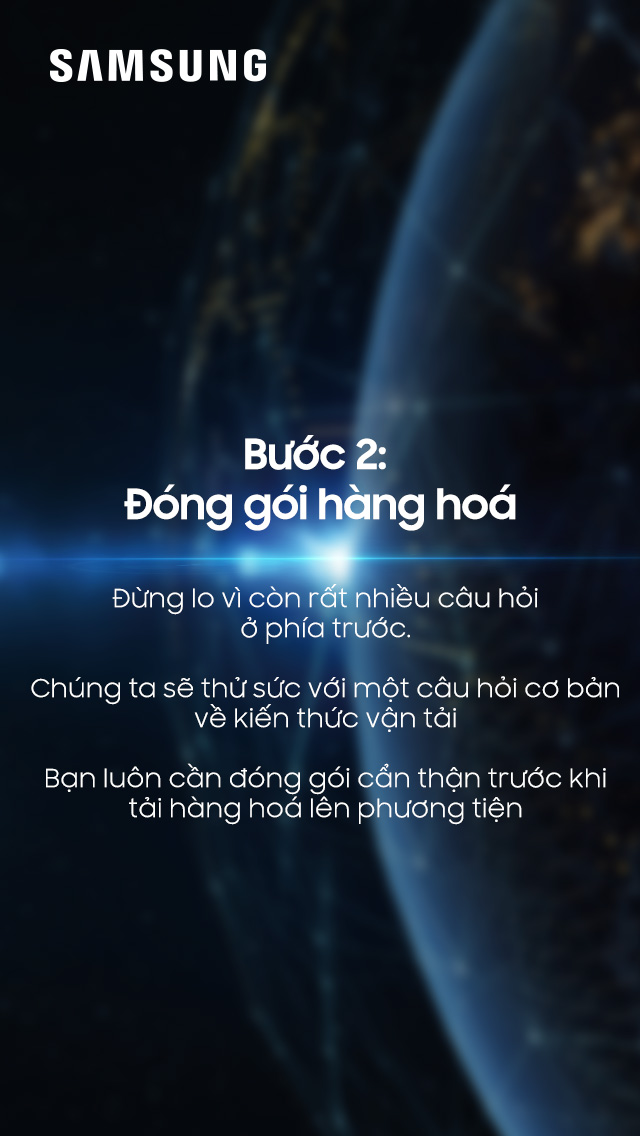 SAMSUNG
Bước 2:
Đóng gói hàng hoá
Đừng lo vì còn rất nhiều câu hỏi
ở phía trước.
Chúng ta sẽ thử sức với một câu hỏi cơ bản
về kiến thức vận tải
Bạn luôn cần đóng gói cẩn thận trước khi
tải hàng hoá lên phương tiện